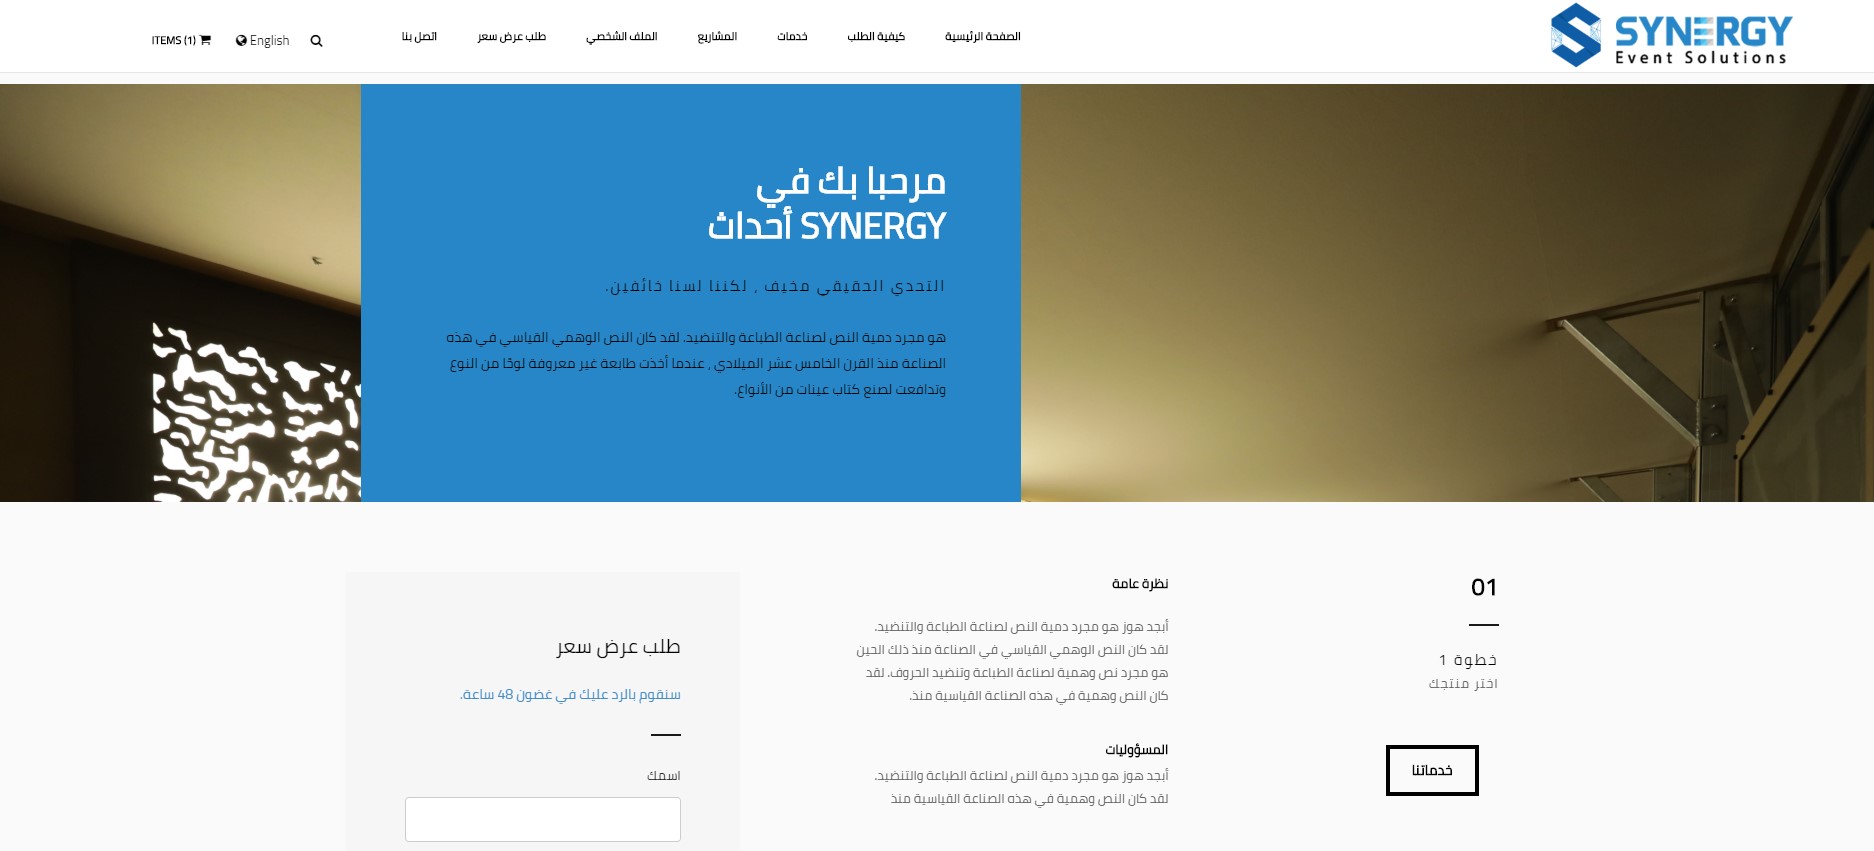 SYNERGY
Event Solutions
الصفحة الرئيسية
كيفية الطلب
خدمات
المشاريع
الملف الشخصي
طلب عرض سعر
اتصل بنا
English
ITEMS (1)
مرحبا بك في
SYNERGY أحداث
التحدي الحقيقي مخيف , لكننا لسنا خائفين.
هو مجرد دمية النص لصناعة الطباعة والتنضيد. لقد كان النص الوهمي القياسي في هذه
الصناعة منذ القرن الخامس عشر الميلادي , عندما أخذت طابعة غير معروفة لوحًا من النوع
وتدافعت لصنع كتاب عينات من الأنواع.
01
خطوة 1
اختر منتجك
خدماتنا
نظرة عامة
أبجد هوز هو مجرد دمية النص لصناعة الطباعة والتنضيد.
لقد كان النص الوهمي القياسي في الصناعة منذ ذلك الحين
هو مجرد نص وهمية لصناعة الطباعة وتنضيد الحروف. لقد
كان النص وهمية في هذه الصناعة القياسية منذ.
المسؤوليات
أبجد هوز هو مجرد دمية النص لصناعة الطباعة والتنضيد.
لقد كان النص وهمية في هذه الصناعة القياسية منذ
طلب عرض سعر
سنقوم بالرد عليك في غضون 48 ساعة.
اسمك